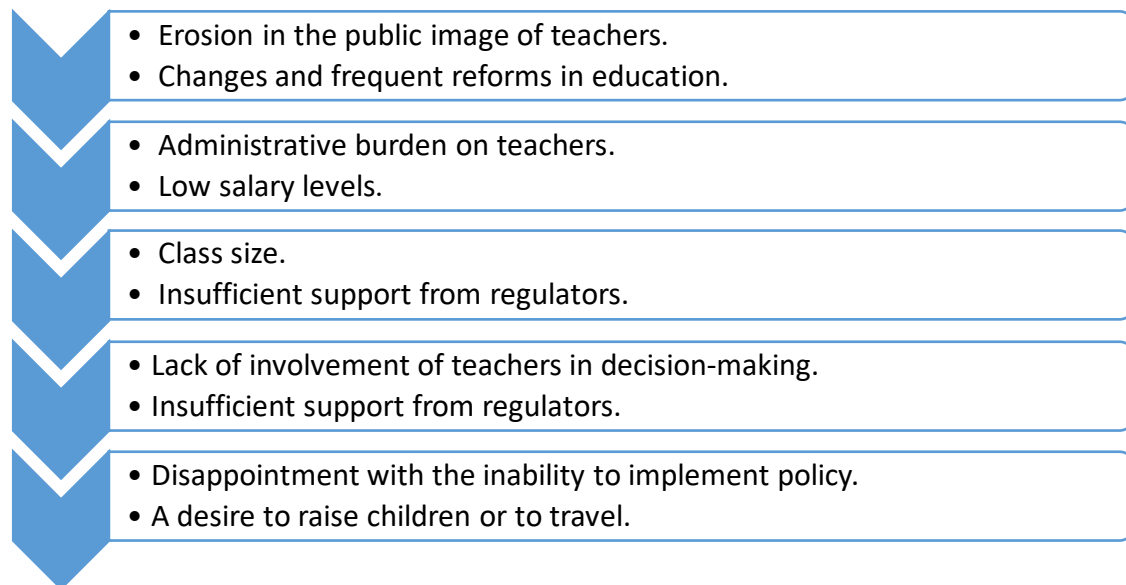 • Erosion in the public image of teachers.
• Changes and frequent reforms in education.
• Administrative burden on teachers.
• Low salary levels.
• Class size.
• Insufficient support from regulators.
• Lack of involvement of teachers in decision-making.
• Insufficient support from regulators.
• Disappointment with the inability to implement policy.
• A desire to raise children or to travel.